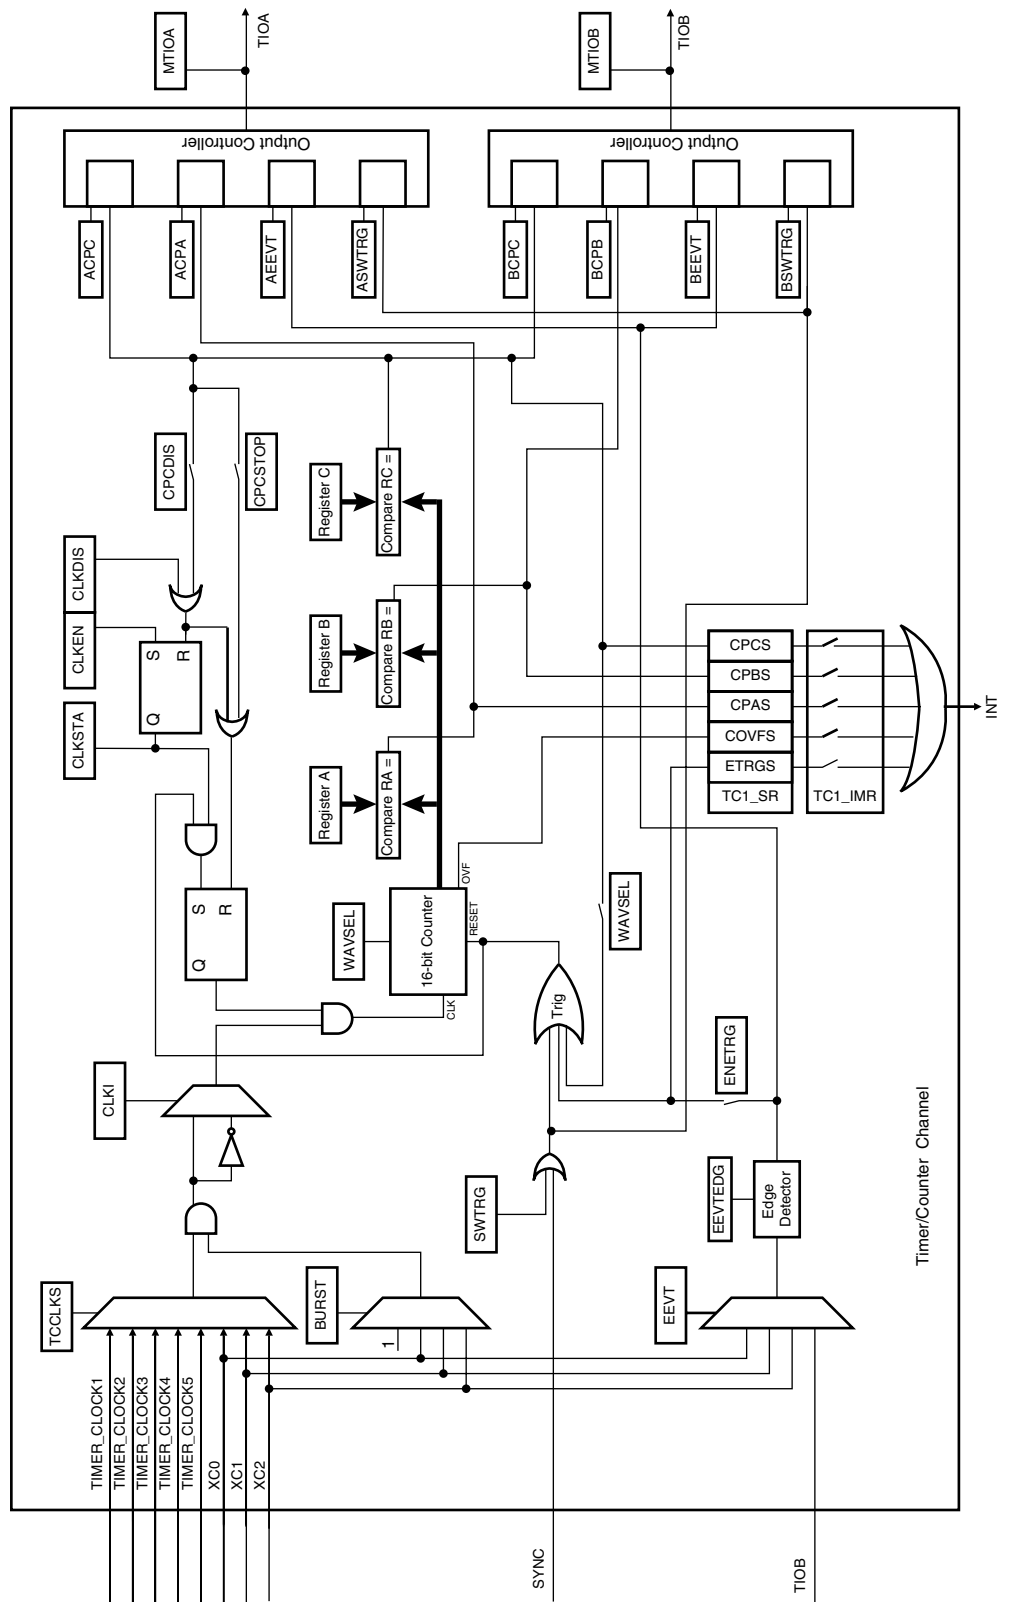 TCCLKS
TIMER_CLOCK1
TIMER_CLOCK2
TIMER_CLOCK3
TIMER_CLOCK4
TIMER_CLOCK5
XC0
XC1
XC2
CLKI
CLKSTA
CLKEN
CLKDIS
CPCDIS
CPCSTOP
Q
S
R
Q
S
R
ACPC
ACPA
AEEVT
ASWTRG
Output Controller
MTIOA
TIOA
BURST
1
WAVSEL
16-bit Counter
CLK
RESET
OVF
Register A
Register B
Register C
Compare RA =
Compare RB =
Compare RC =
SWTRG
SYNC
Trig
WAVSEL
BCPC
BCPB
BEEVT
BSWTRG
Output Controller
MTIOB
TIOB
EEVT
EEVTEDG
Edge
Detector
ENETRG
TIOB
CPCS
CPBS
CPAS
COVFS
ETRGS
TC1_SR
TC1_IMR
INT
Timer/Counter Channel